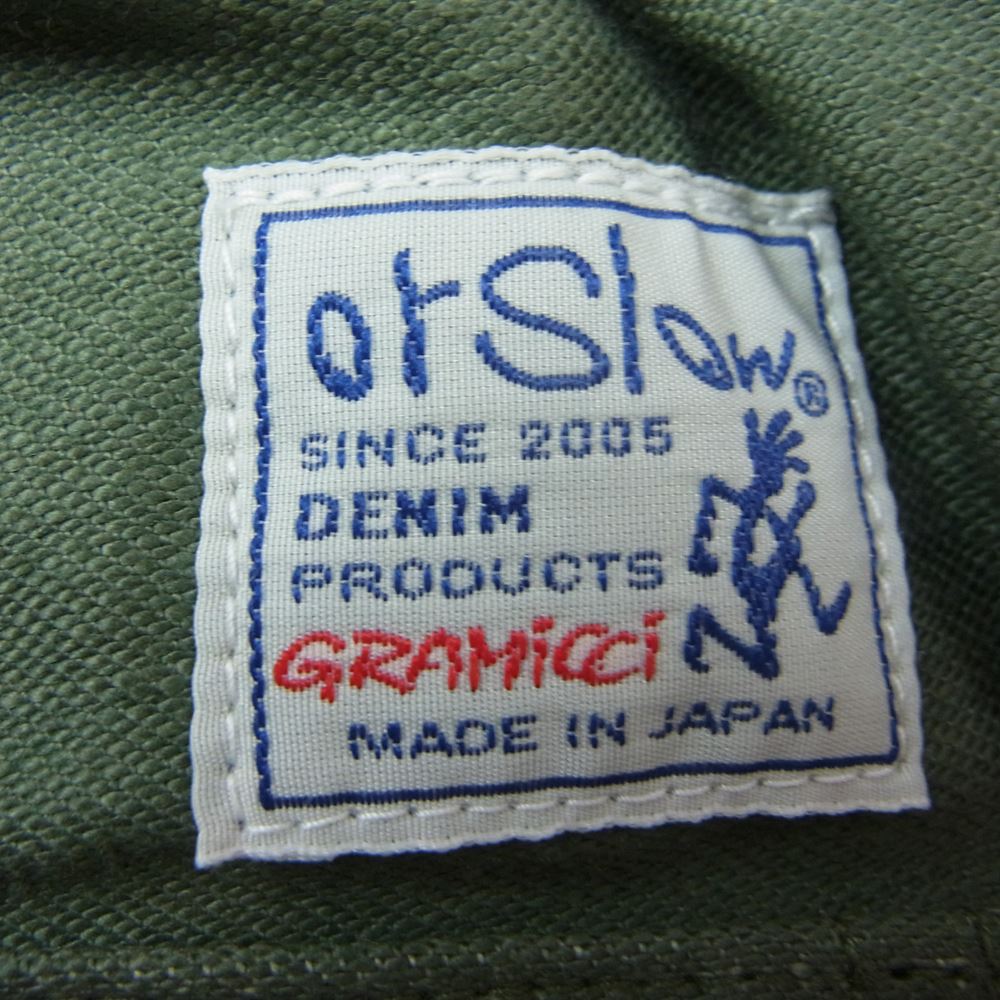 orSlow®
SINCE 2005
DENIM
PRODUCTS
GRAMiCCi
MADE IN JAPAN